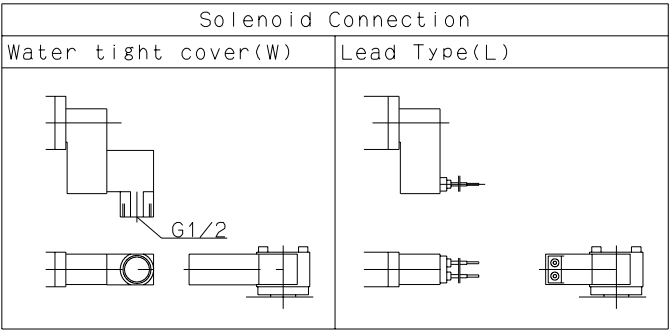 Solenoid Connection
Water tight cover(W)
Lead Type(L)
G1/2